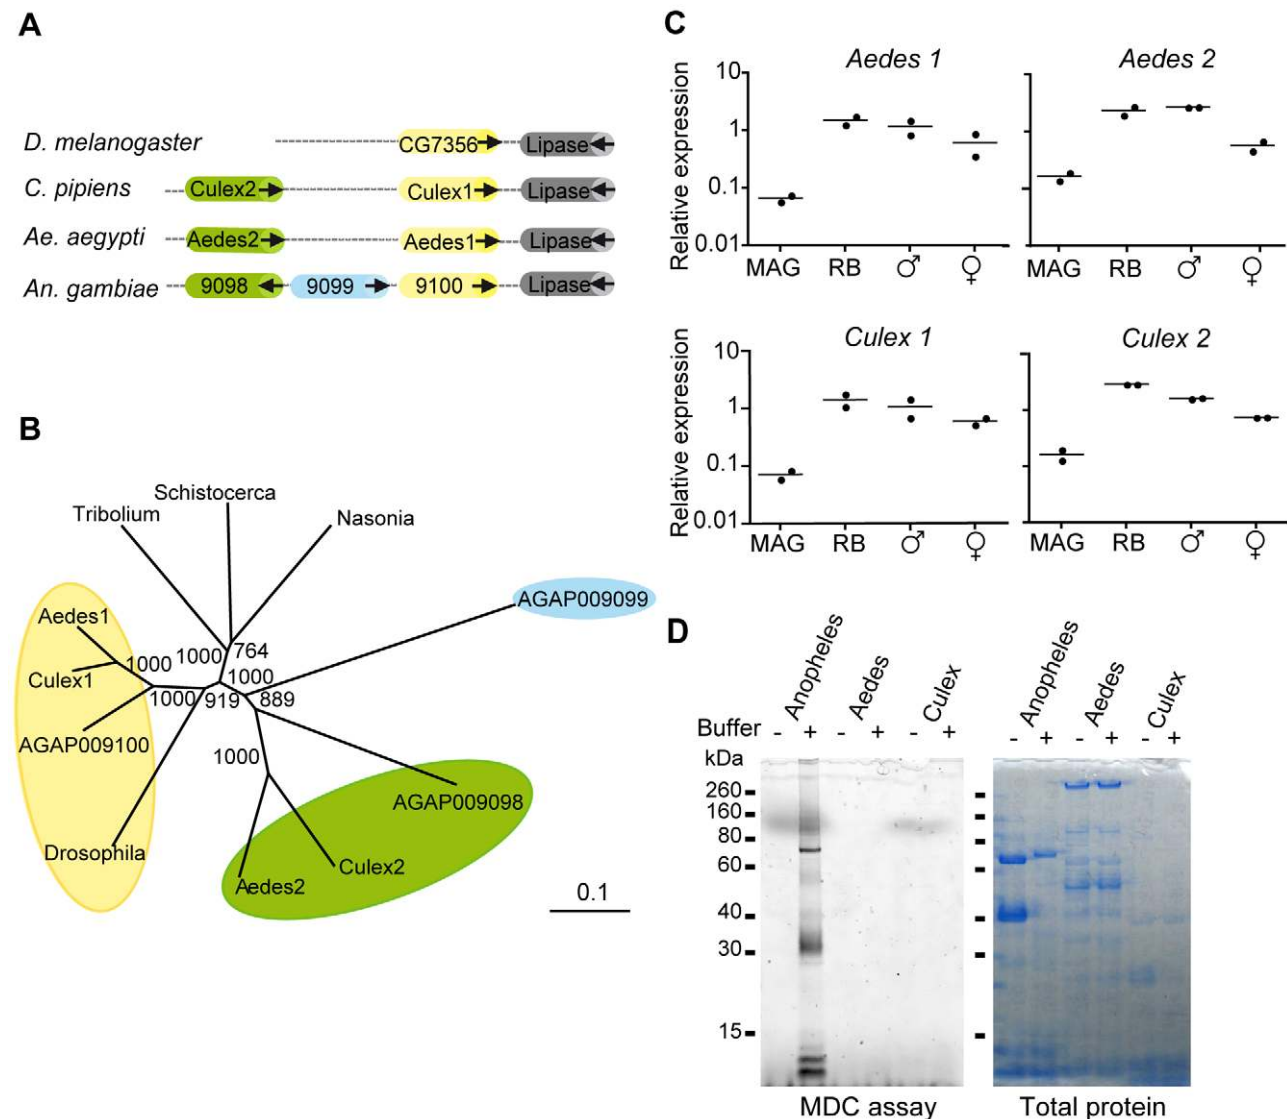 A
D. melanogaster CG7356 Lipase
C. pipiens Culex2 Culex1 Lipase
Ae. aegypti Aedes2 Aedes1 Lipase
An. gambiae 9098 9099 9100 Lipase
B
Schistocerca
Tribolium
Nasonia
AGAP009099
Aedes1
1000 1000 764
Culex1
1000
1000 919 889
AGAP009100
1000
AGAP009098
Drosophila
Culex2
Aedes2
0.1
C
Aedes 1 Aedes 2
Relative expression
10
1
0.1
0.01
MAG RB ♂ ♀ MAG RB ♂ ♀
Culex 1 Culex 2
Relative expression
10
1
0.1
0.01
MAG RB ♂ ♀ MAG RB ♂ ♀
D
Anopheles Aedes Culex Anopheles Aedes Culex
Buffer - + - + - + - + - + - +
kDa
260
160
80
60
40
30
15
MDC assay Total protein